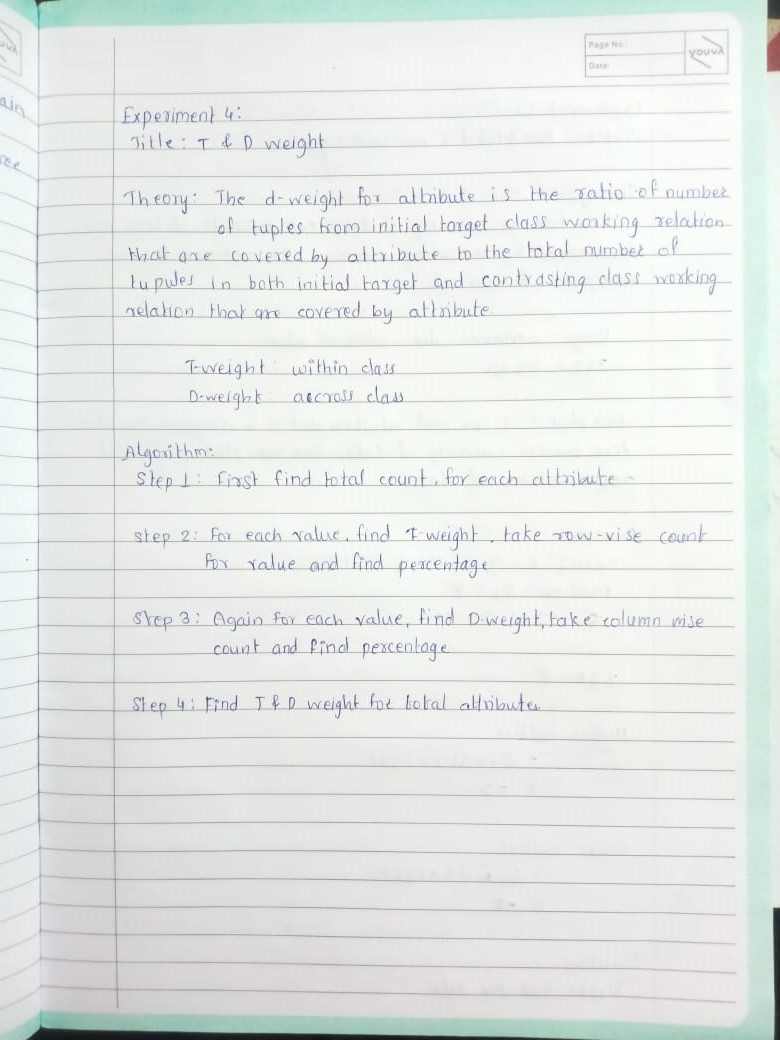 Page No.:
Date:
YOUVA
ain
ree
Experiment 4:
Title: T & D weight
Theory: The d-weight for attribute is the ratio of number
of tuples from initial target class working relation
that are covered by attribute to the total number of
tupules in both initial target and contrasting class working
relation that are covered by attribute
T-weight: within class
D-weight: accross class
Algorithm:
Step 1: First find total count, for each attribute
Step 2: For each value, find T-weight, take row-vise count
for value and find percentage
Step 3: Again for each value, find D-weight, take column wise
count and find percentage
Step 4: Find T & D weight for total attributes